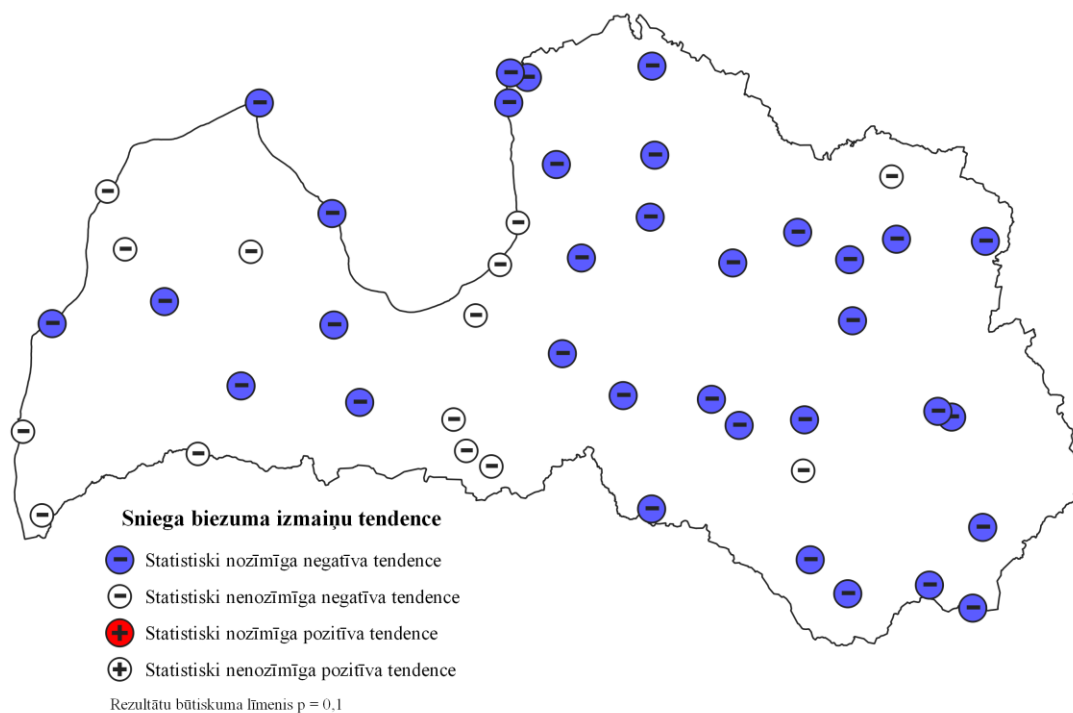 Sniega biezuma izmaiņu tendence
Statistiski nozīmīga negatīva tendence
Statistiski nenozīmīga negatīva tendence
Statistiski nozīmīga pozitīva tendence
Statistiski nenozīmīga pozitīva tendence
Rezultātu būtiskuma līmenis p = 0,1